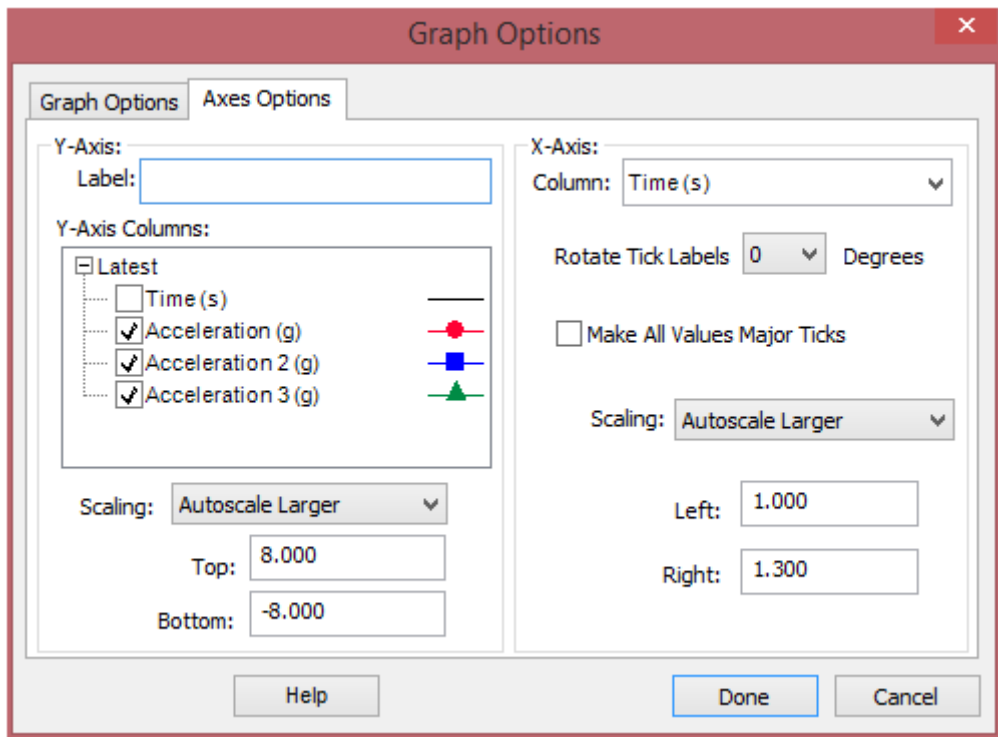 Graph Options
Graph Options
Axes Options
Y-Axis:
Label:
Y-Axis Columns:
Latest
Time (s)
Acceleration (g)
Acceleration 2 (g)
Acceleration 3 (g)
Scaling: Autoscale Larger
Top: 8.000
Bottom: -8.000
X-Axis:
Column: Time (s)
Rotate Tick Labels 0 Degrees
Make All Values Major Ticks
Scaling: Autoscale Larger
Left: 1.000
Right: 1.300
Help
Done
Cancel